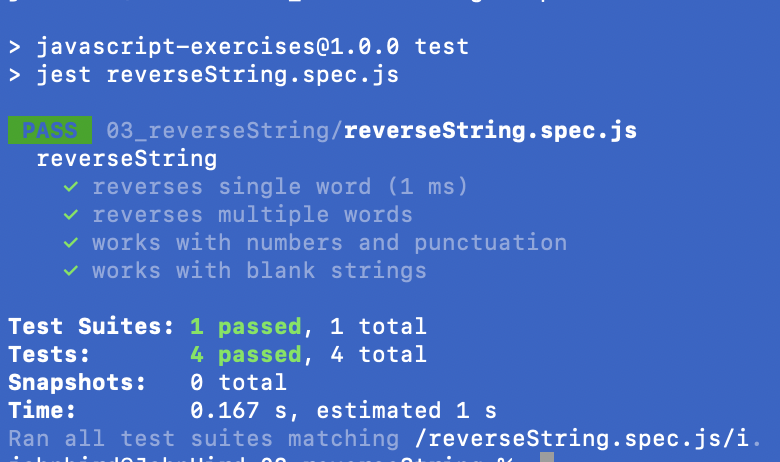 > javascript-exercises@1.0.0 test
> jest reverseString.spec.js
PASS 03_reverseString/reverseString.spec.js
reverseString
✓ reverses single word (1 ms)
✓ reverses multiple words
✓ works with numbers and punctuation
✓ works with blank strings
Test Suites: 1 passed, 1 total
Tests: 4 passed, 4 total
Snapshots: 0 total
Time: 0.167 s, estimated 1 s
Ran all test suites matching /reverseString.spec.js/i.